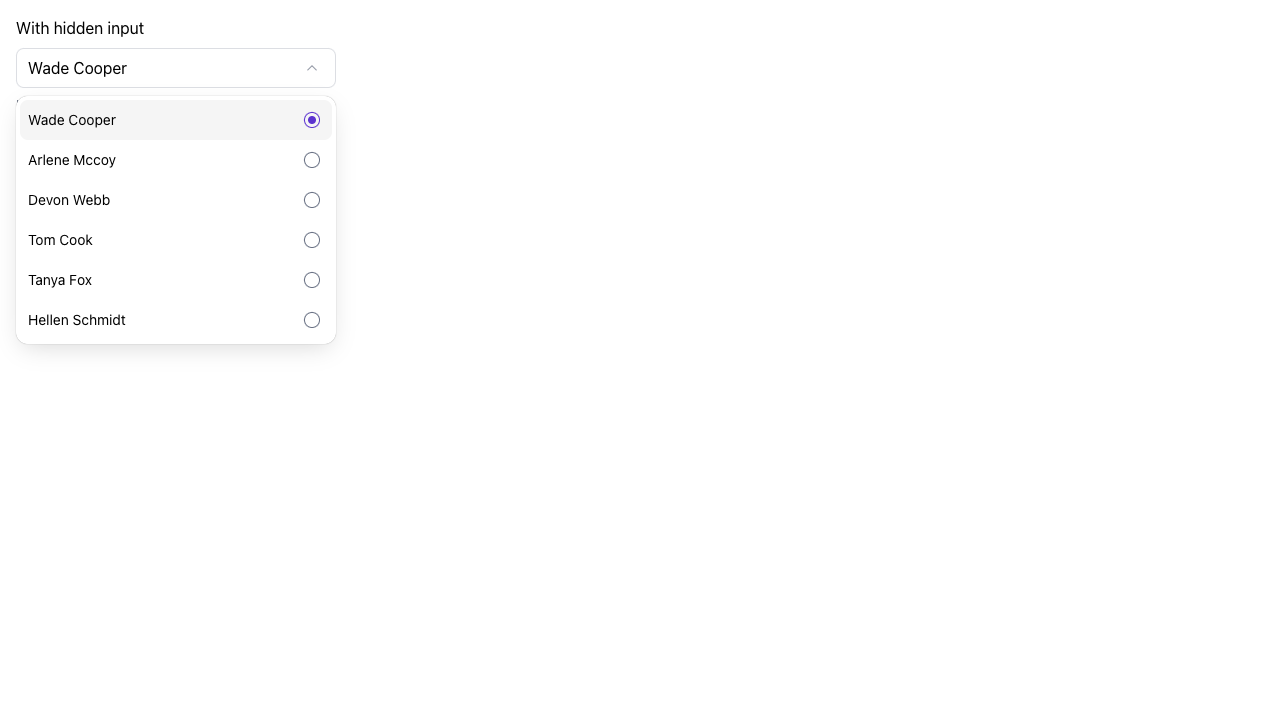 With hidden input
Wade Cooper
Wade Cooper
Arlene Mccoy
Devon Webb
Tom Cook
Tanya Fox
Hellen Schmidt